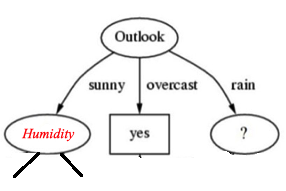 Outlook
sunny overcast rain
Humidity yes ?